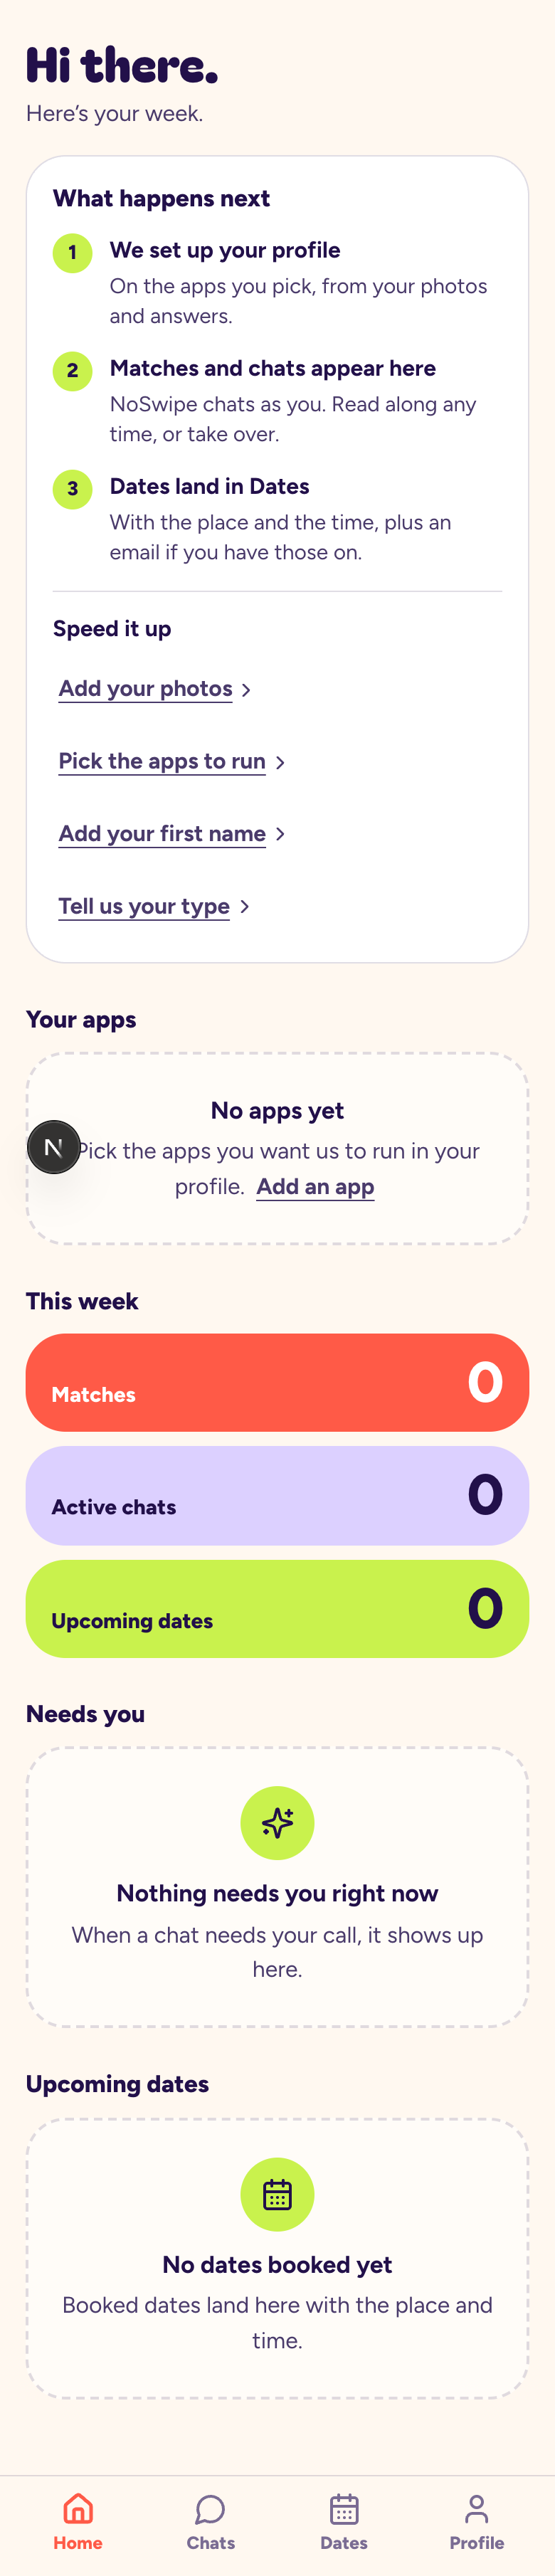 Hi there.
Here's your week.
What happens next
1
We set up your profile
On the apps you pick, from your photos
and answers.
2
Matches and chats appear here
NoSwipe chats as you. Read along any
time, or take over.
3
Dates land in Dates
With the place and the time, plus an
email if you have those on.
Speed it up
Add your photos
Pick the apps to run
Add your first name
Tell us your type
Your apps
No apps yet
N
Pick the apps you want us to run in your
profile. Add an app
This week
Matches
0
Active chats
0
Upcoming dates
0
Needs you
Nothing needs you right now
When a chat needs your call, it shows up
here.
Upcoming dates
No dates booked yet
Booked dates land here with the place and
time.
Home
Chats
Dates
Profile